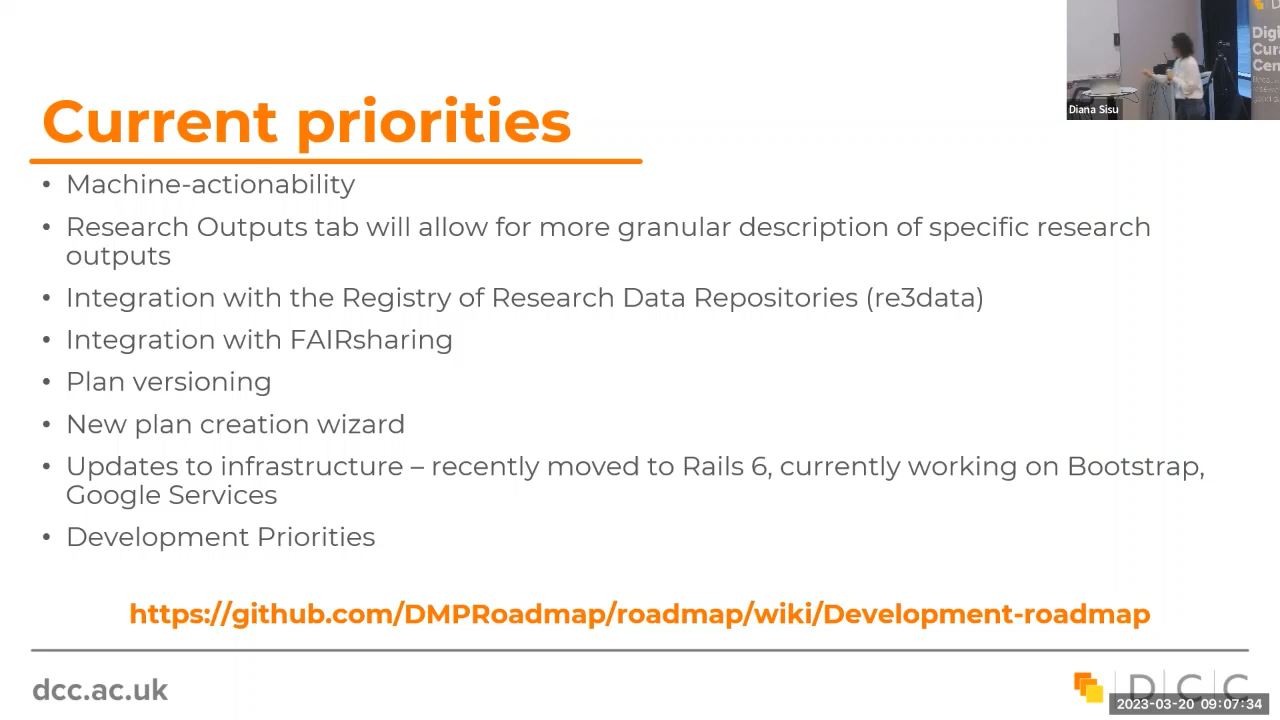 Digi
Cura
Cen
Diana Sisu
Current priorities
• Machine-actionability
• Research Outputs tab will allow for more granular description of specific research
outputs
• Integration with the Registry of Research Data Repositories (re3data)
• Integration with FAIRsharing
• Plan versioning
• New plan creation wizard
• Updates to infrastructure – recently moved to Rails 6, currently working on Bootstrap,
Google Services
• Development Priorities
https://github.com/DMPRoadmap/roadmap/wiki/Development-roadmap
dcc.ac.uk
D C C
2023-03-20 09:07:34